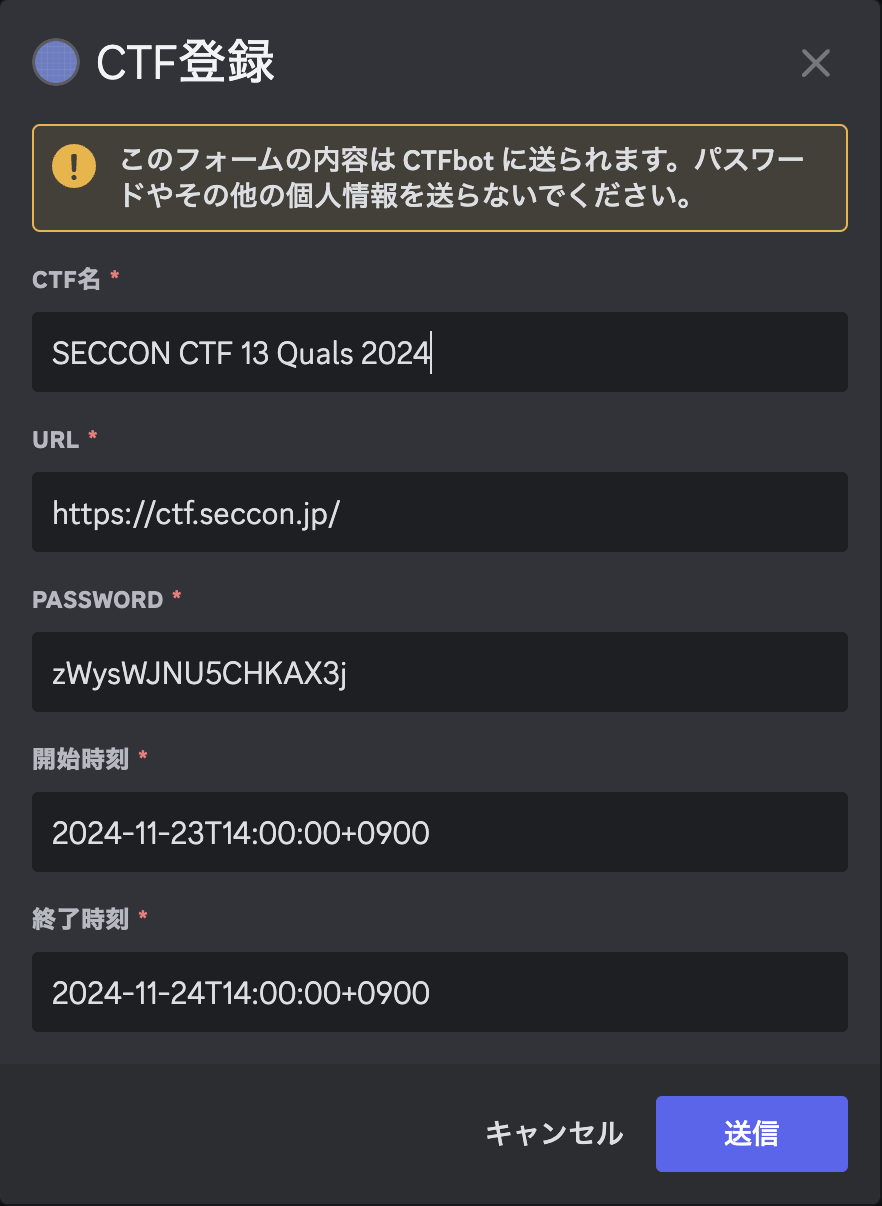 CTF登録
このフォームの内容は CTFbot に送られます。パスワー
ドやその他の個人情報を送らないでください。
CTF名 *
SECCON CTF 13 Quals 2024
URL *
https://ctf.seccon.jp/
PASSWORD *
zWysWJNU5CHKAX3j
開始時刻 *
2024-11-23T14:00:00+0900
終了時刻 *
2024-11-24T14:00:00+0900
キャンセル
送信